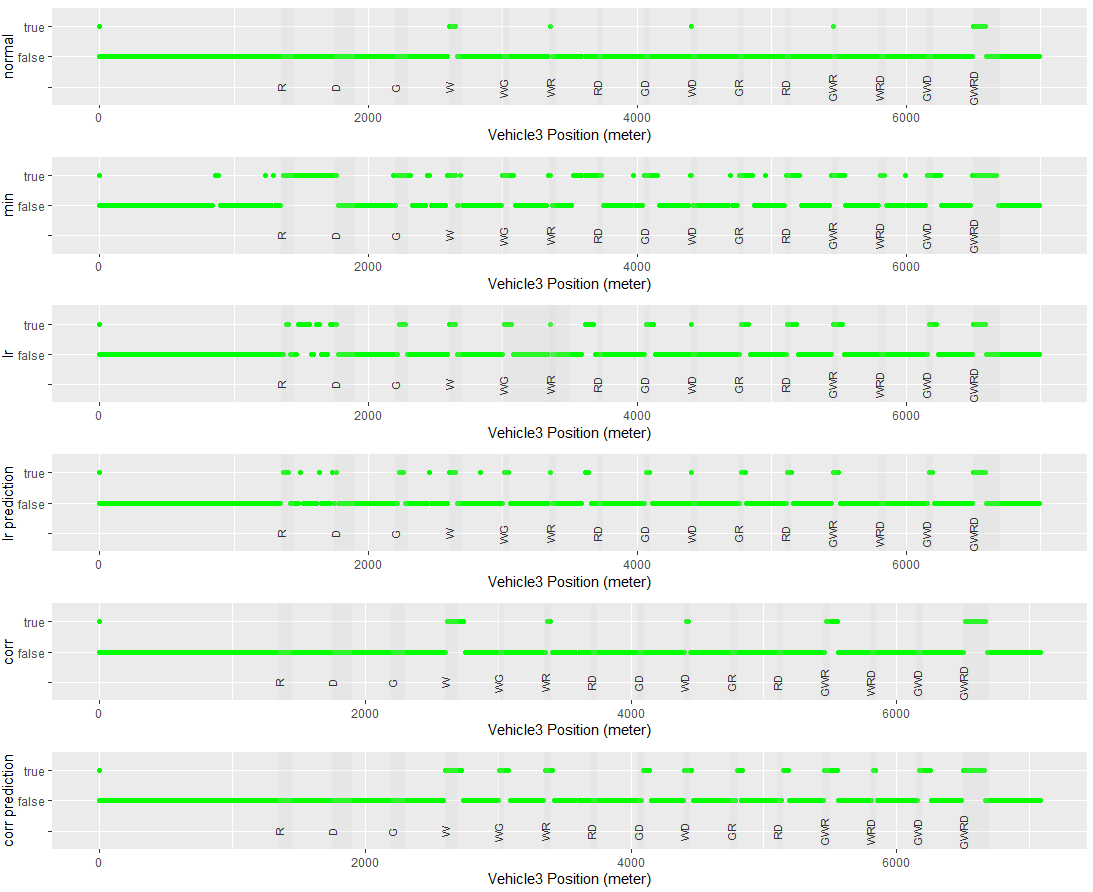 normal
true
false
R D G W WG WR RD GD WD GR RD GWR WRD GWD GWRD
0 2000 4000 6000
Vehicle3 Position (meter)
min
true
false
R D G W WG WR RD GD WD GR RD GWR WRD GWD GWRD
0 2000 4000 6000
Vehicle3 Position (meter)
lr
true
false
R D G W WG WR RD GD WD GR RD GWR WRD GWD GWRD
0 2000 4000 6000
Vehicle3 Position (meter)
lr prediction
true
false
R D G W WG WR RD GD WD GR RD GWR WRD GWD GWRD
0 2000 4000 6000
Vehicle3 Position (meter)
corr
true
false
R D G W WG WR RD GD WD GR RD GWR WRD GWD GWRD
0 2000 4000 6000
Vehicle3 Position (meter)
corr prediction
true
false
R D G W WG WR RD GD WD GR RD GWR WRD GWD GWRD
0 2000 4000 6000
Vehicle3 Position (meter)